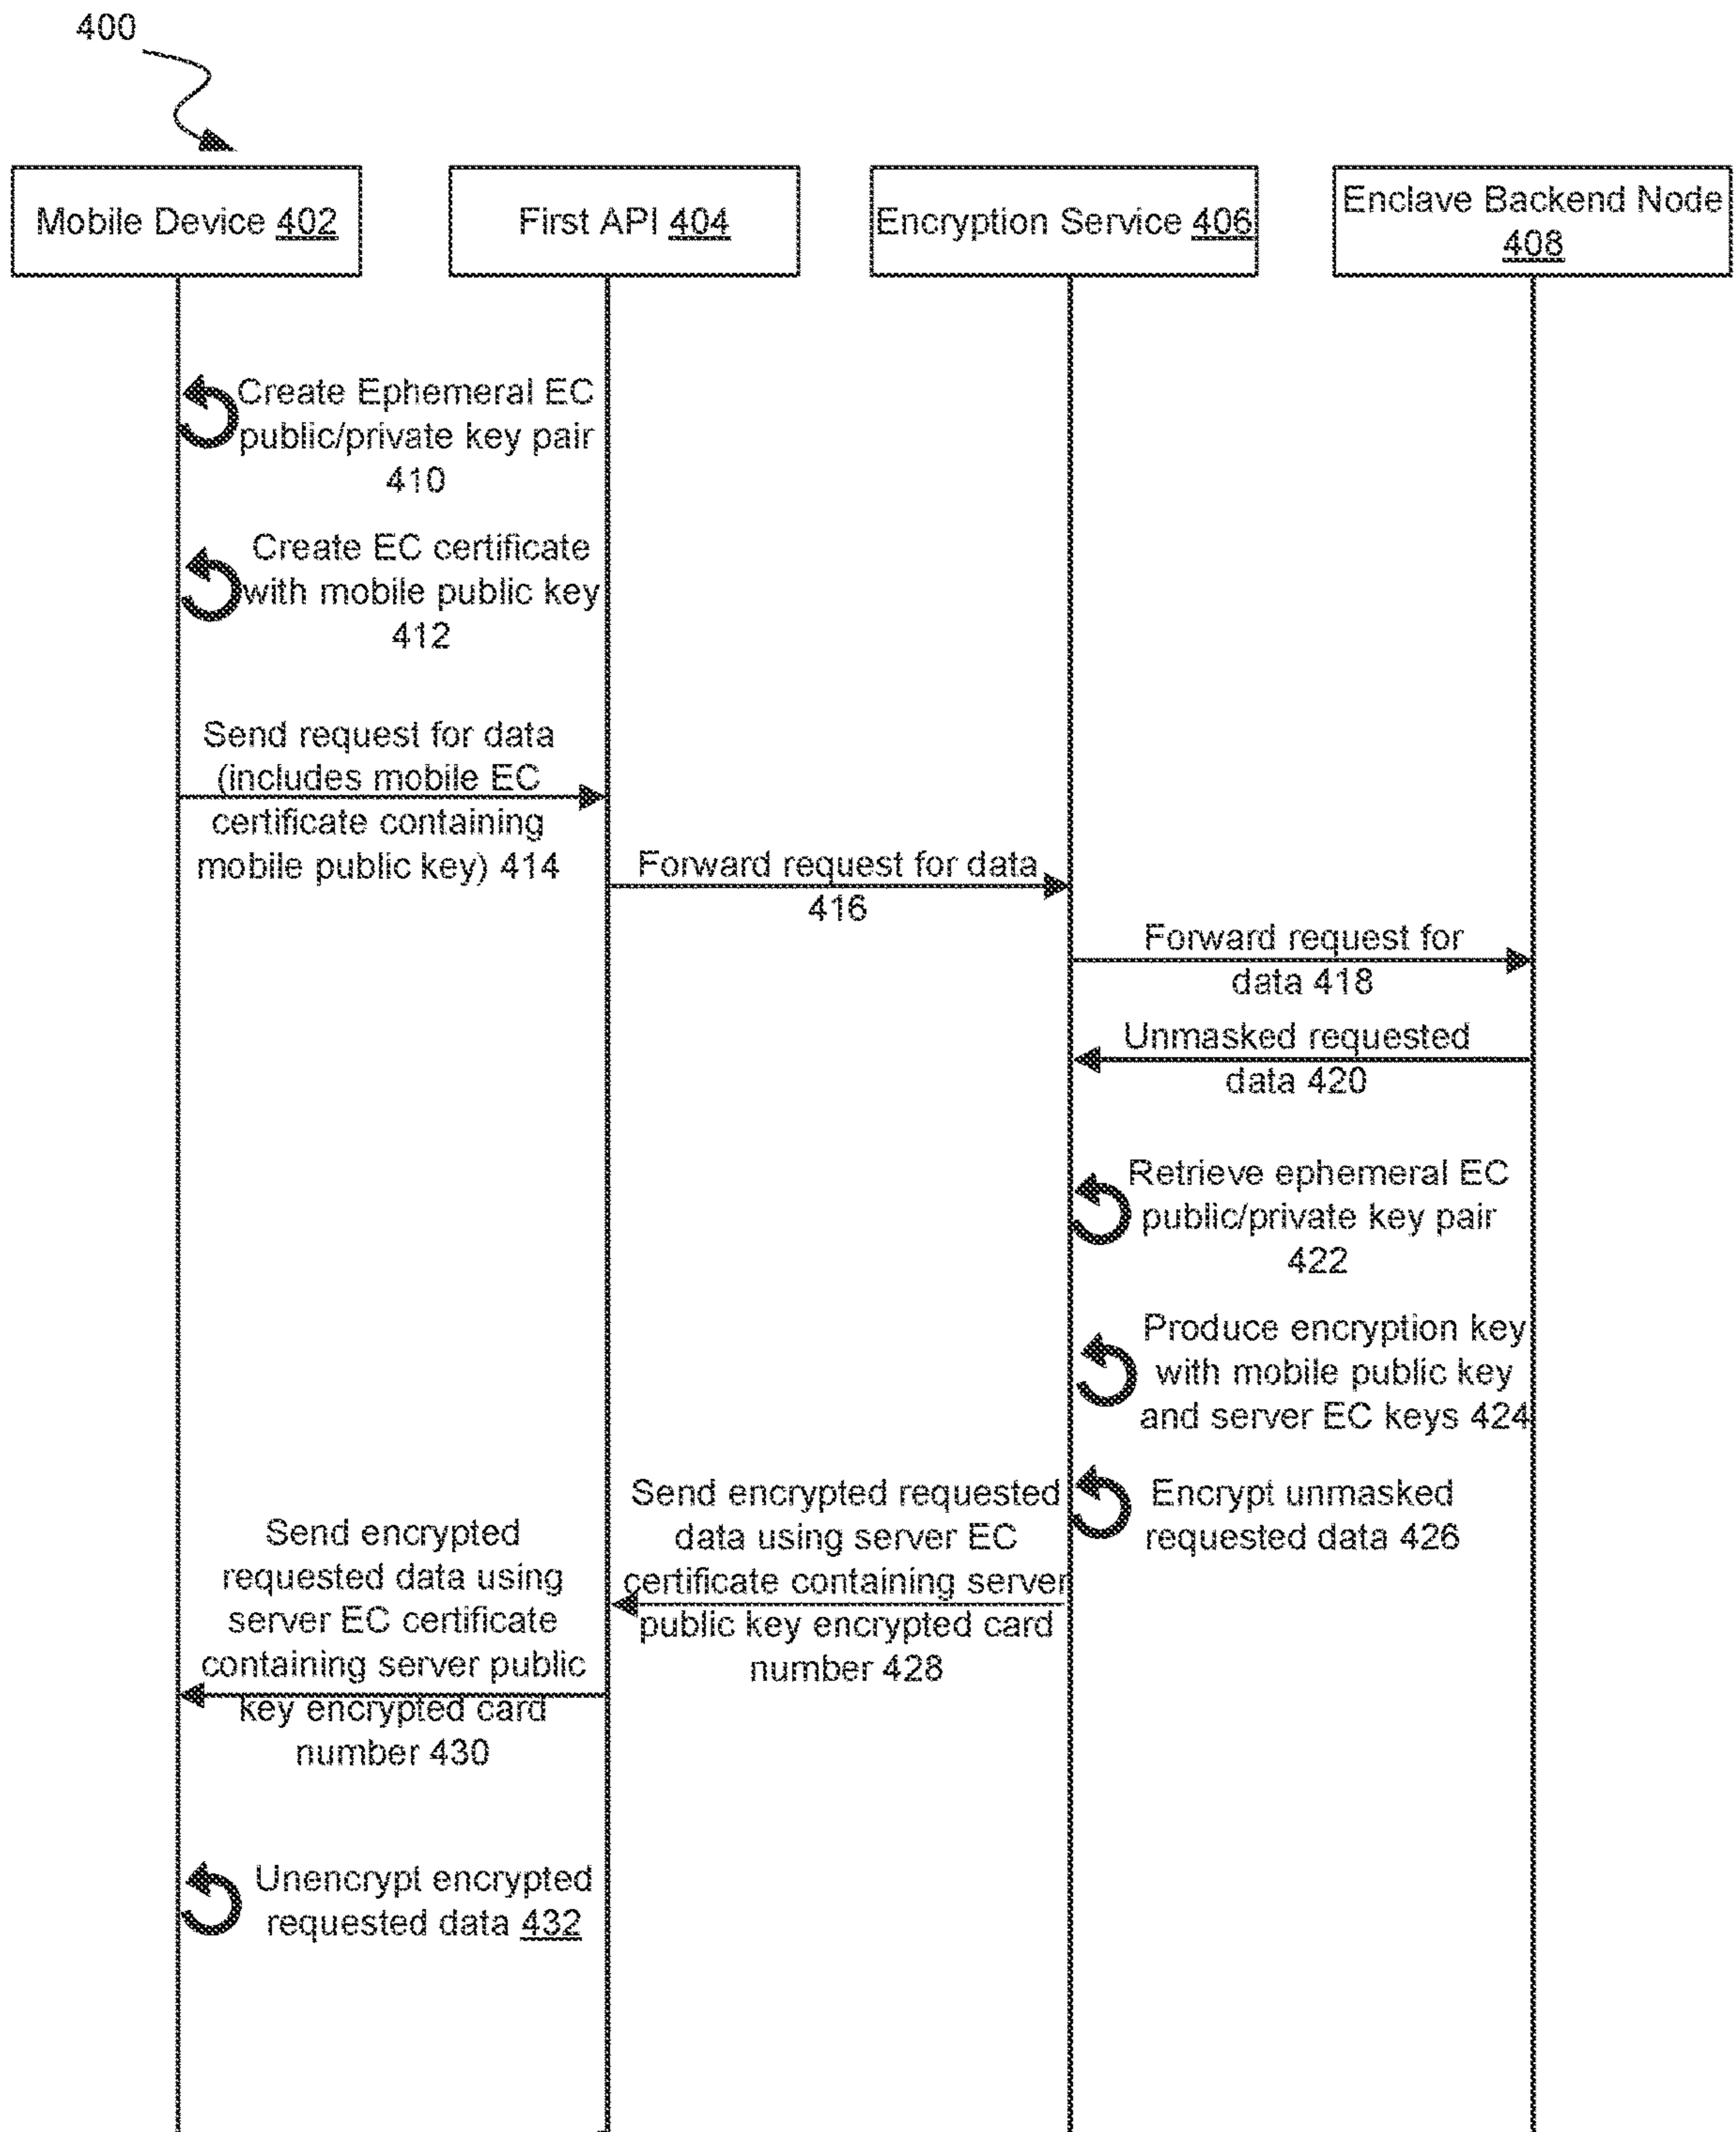 400
Mobile Device 402
First API 404
Encryption Service 406
Enclave Backend Node
408
Create Ephemeral EC
public/private key pair
410
Create EC certificate
with mobile public key
412
Send request for data
(includes mobile EC
certificate containing
mobile public key) 414
Forward request for data
416
Forward request for
data 418
Unmasked requested
data 420
Retrieve ephemeral EC
public/private key pair
422
Produce encryption key
with mobile public key
and server EC keys 424
Encrypt unmasked
requested data 426
Send encrypted requested
data using server EC
certificate containing server
public key encrypted card
number 428
Send encrypted
requested data using
server EC certificate
containing server public
key encrypted card
number 430
Unencrypt encrypted
requested data 432